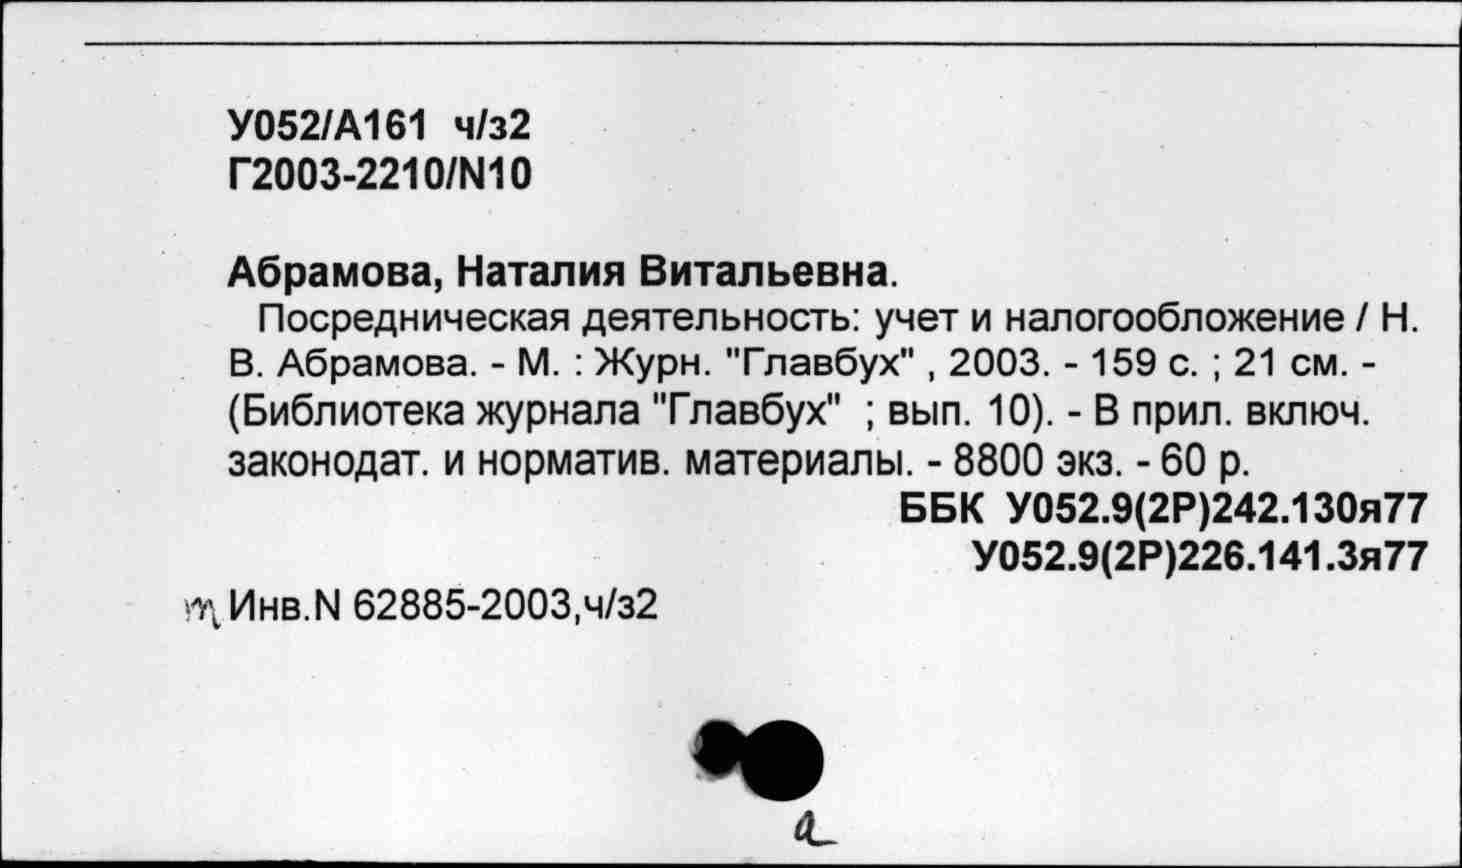 У052/А161 ч/з2
Г2003-2210/N10
Абрамова, Наталия Витальевна.
Посредническая деятельность: учет и налогообложение / Н.
В. Абрамова. - М. : Журн. "Главбух" , 2003. - 159 с. ; 21 см. -
(Библиотека журнала "Главбух" ; вып. 10). - В прил. включ.
законодат. и норматив. материалы. - 8800 экз. - 60 р.
ББК У052.9(2Р)242.130я77
У052.9(2Р)226.141.3я77
Инв.N 62885-2003,ч/з2
а